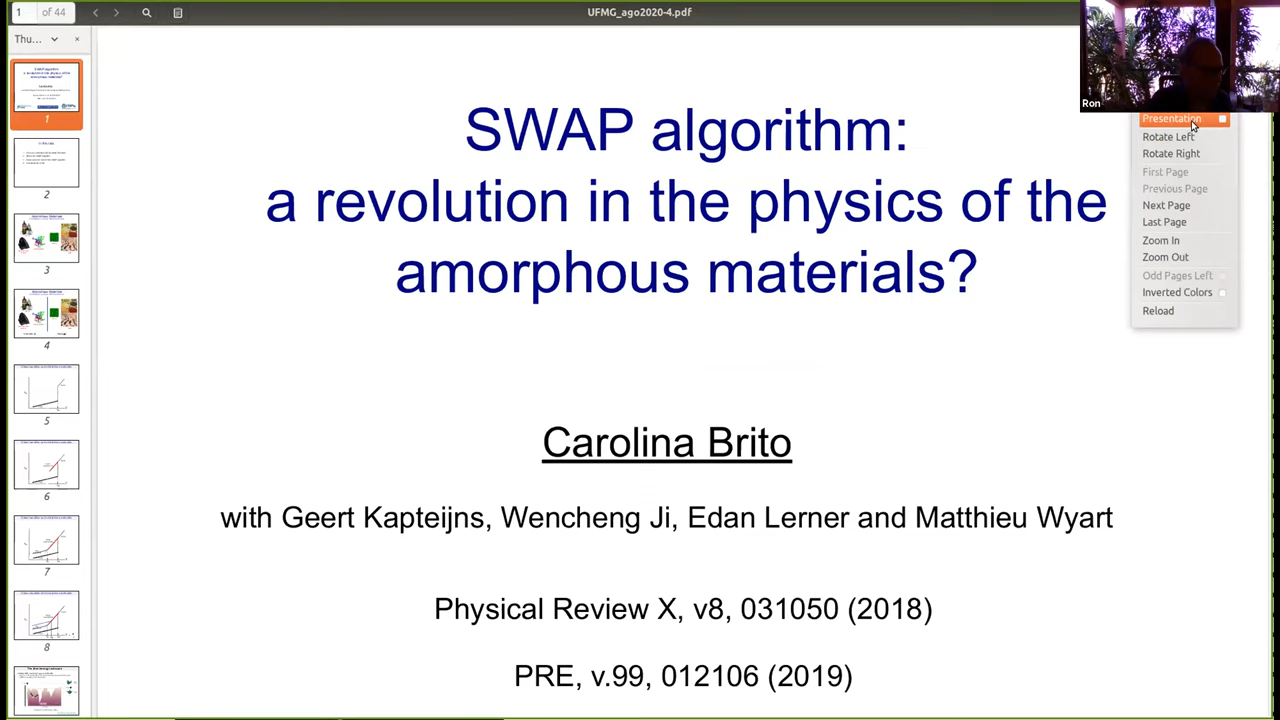 1 of 44
UFMG_ago2020-4.pdf
Thu...
Ron
Presentation
Rotate Left
Rotate Right
First Page
Previous Page
Next Page
Last Page
Zoom In
Zoom Out
Odd Pages Left
Inverted Colors
Reload
SWAP algorithm:
a revolution in the physics of the
amorphous materials?
Carolina Brito
with Geert Kapteijns, Wencheng Ji, Edan Lerner and Matthieu Wyart
Physical Review X, v8, 031050 (2018)
PRE, v.99, 012106 (2019)
1
2
3
4
5
6
7
8